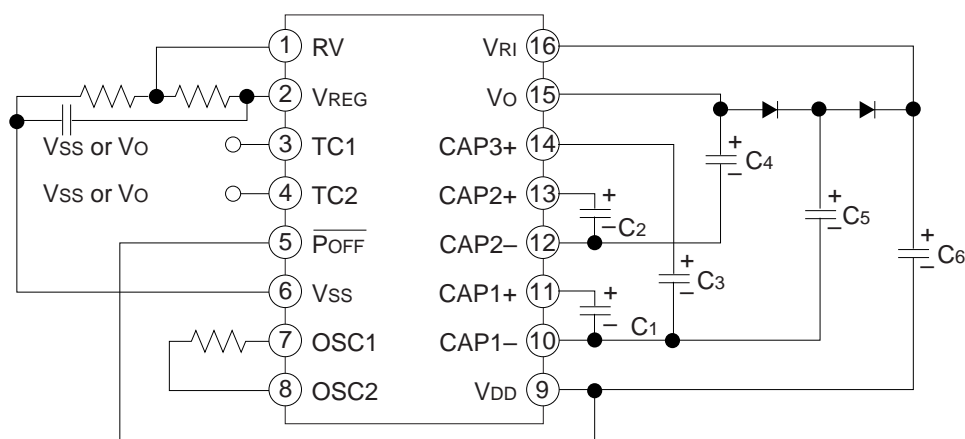 1 RV
2 VREG
3 TC1
4 TC2
5 POFF
6 VSS
7 OSC1
8 OSC2
VSS or VO
VSS or VO
VRI 16
VO 15
CAP3+ 14
CAP2+ 13
CAP2– 12
CAP1+ 11
CAP1– 10
VDD 9
+
– C2
+
– C1
+
– C3
+
– C4
+
– C5
+
– C6